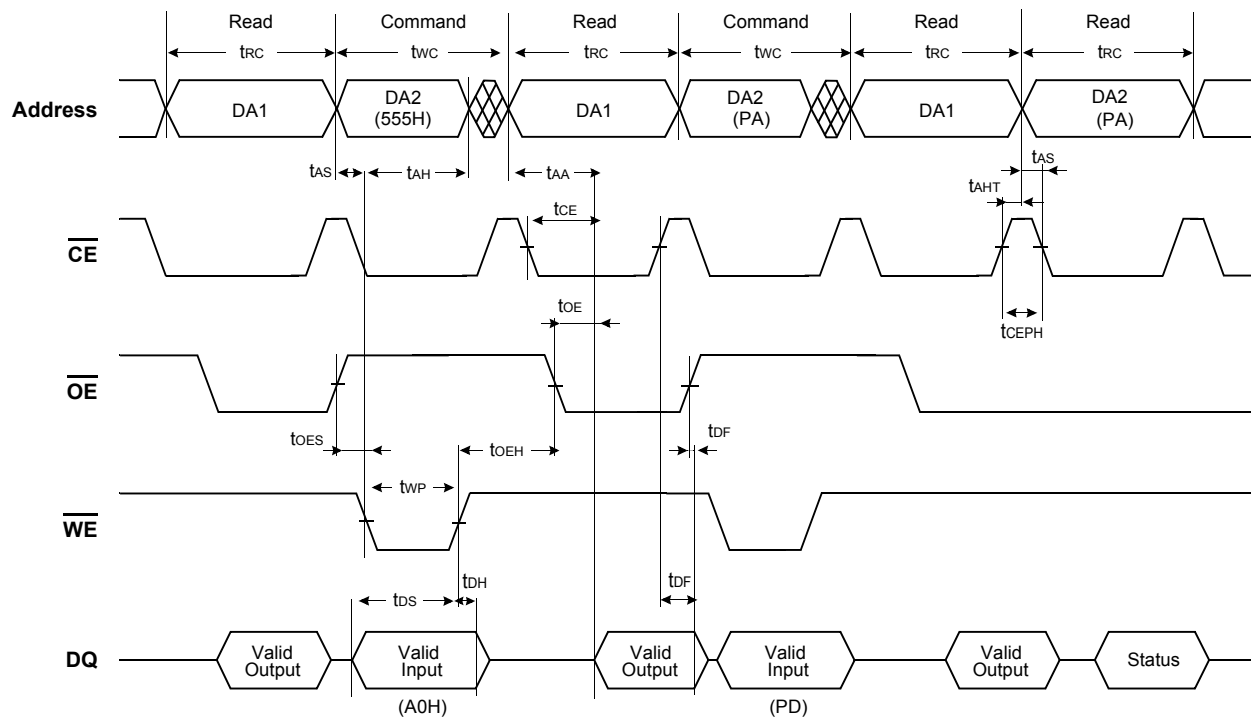 Read Command Read Command Read Read
tRC tWC tRC tWC tRC tRC
Address
DA1
DA2
(555H)
DA1
DA2
(PA)
DA1
DA2
(PA)
tAS tAH tAA tAS
tAHT
tCE
CE
tOE
tCEPH
OE
tOES tOEH tDF
tWP
WE
tDH tDF
tDS
DQ
Valid
Output
Valid
Input
Valid
Output
Valid
Input
Valid
Output
Status
(A0H) (PD)